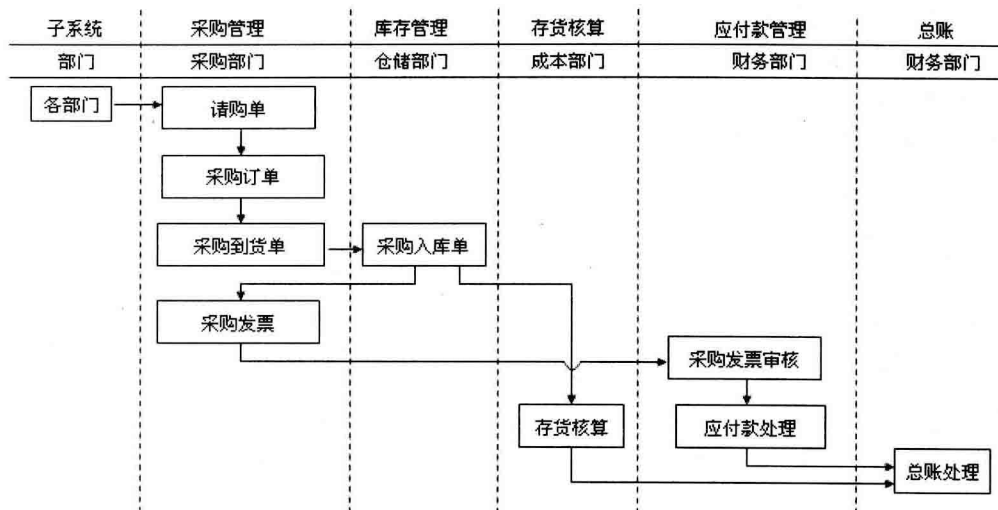 子系统 采购管理 库存管理 存货核算 应付款管理 总账
部门 采购部门 仓储部门 成本部门 财务部门 财务部门
各部门 请购单
采购订单
采购到货单 采购入库单
采购发票
采购发票审核
存货核算 应付款处理
总账处理